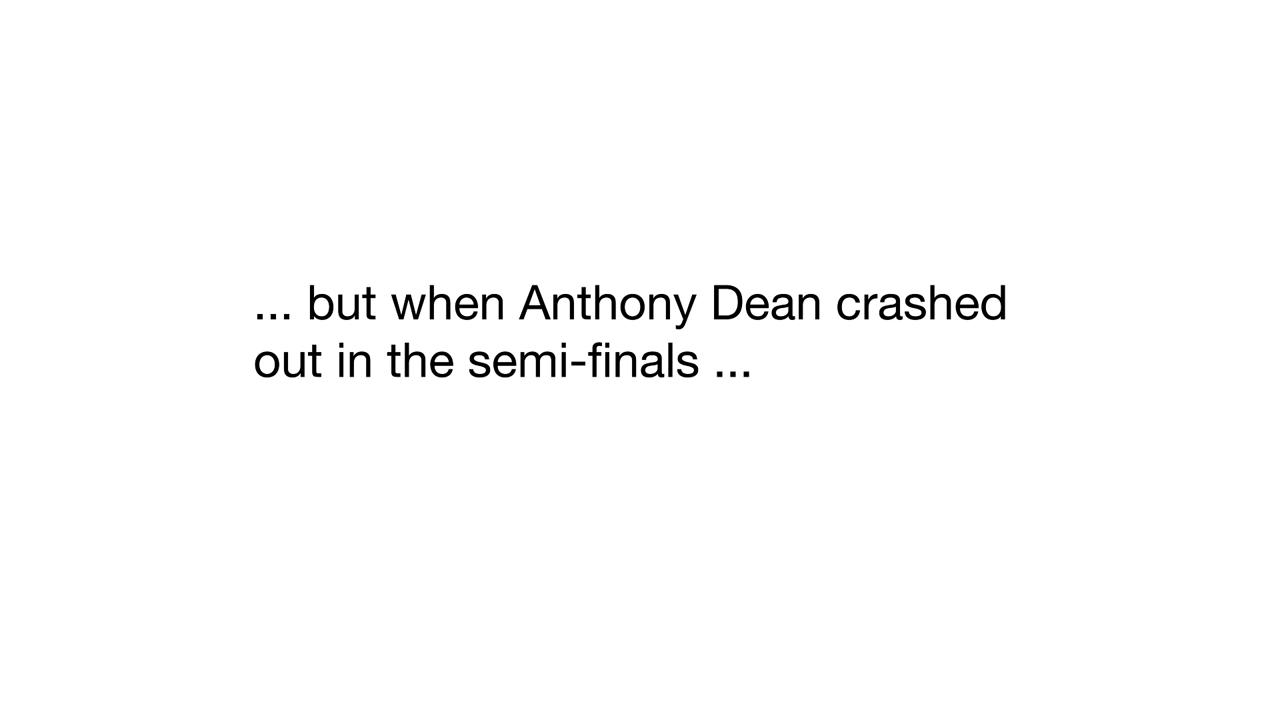 ... but when Anthony Dean crashed
out in the semi-finals ...